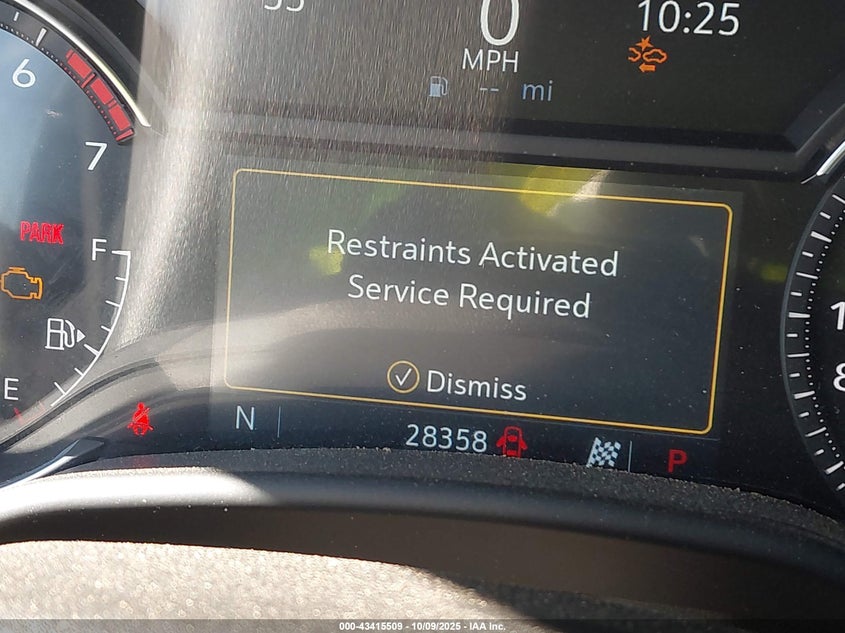 10:25
0
MPH
-- mi
6
7
PARK
F
E
Restraints Activated
Service Required
Dismiss
N
28358
P
000-43415509 - 10/09/2025 - IAA Inc.